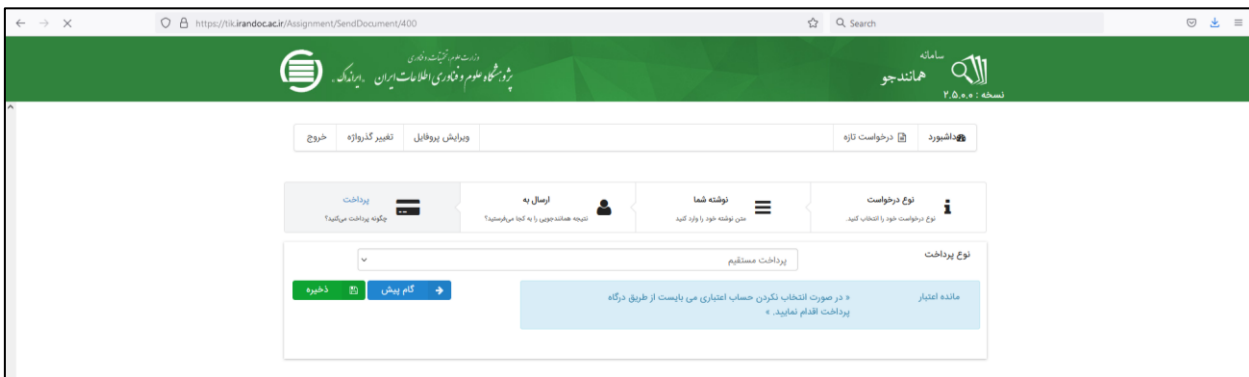 https://tik.irandoc.ac.ir/Assignment/SendDocument/400
Search
سامانه
همانندجو
نسخه : ۲.۵.۰.۰
وزارت علوم، تحقیقات و فناوری
پژوهشگاه علوم و فناوری اطلاعات ایران . ایرانداک .
داشبورد
درخواست تازه
ویرایش پروفایل
تغییر گذرواژه
خروج
نوع درخواست
نوع درخواست خود را انتخاب کنید.
نوشته شما
متن نوشته خود را وارد کنید
ارسال به
نتیجه همانندجویی را به کجا می‌فرستید؟
پرداخت
چگونه پرداخت می‌کنید؟
نوع پرداخت
پرداخت مستقیم
مانده اعتبار
« در صورت انتخاب نکردن حساب اعتباری می بایست از طریق درگاه
پرداخت اقدام نمایید. »
گام پیش
ذخیره